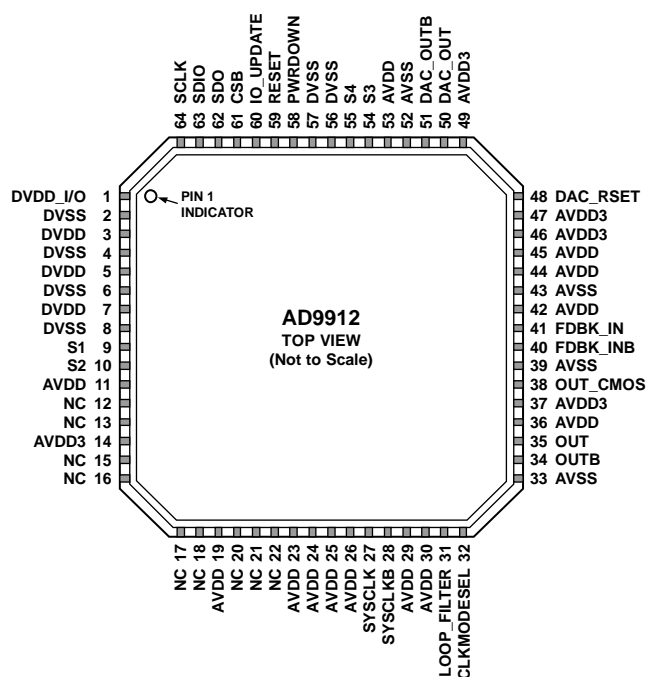 64 SCLK
63 SDIO
62 SDO
61 CSB
60 IO_UPDATE
59 RESET
58 PWRDOWN
57 DVSS
56 DVSS
55 S4
54 S3
53 AVDD
52 AVSS
51 DAC_OUTB
50 DAC_OUT
49 AVDD3
DVDD_I/O 1
DVSS 2
DVDD 3
DVSS 4
DVDD 5
DVSS 6
DVDD 7
DVSS 8
S1 9
S2 10
AVDD 11
NC 12
NC 13
AVDD3 14
NC 15
NC 16
PIN 1
INDICATOR
AD9912
TOP VIEW
(Not to Scale)
48 DAC_RSET
47 AVDD3
46 AVDD3
45 AVDD
44 AVDD
43 AVSS
42 AVDD
41 FDBK_IN
40 FDBK_INB
39 AVSS
38 OUT_CMOS
37 AVDD3
36 AVDD
35 OUT
34 OUTB
33 AVSS
NC 17
NC 18
AVDD 19
NC 20
NC 21
NC 22
AVDD 23
AVDD 24
AVDD 25
AVDD 26
SYSCLK 27
SYSCLKB 28
AVDD 29
AVDD 30
LOOP_FILTER 31
CLKMODESEL 32